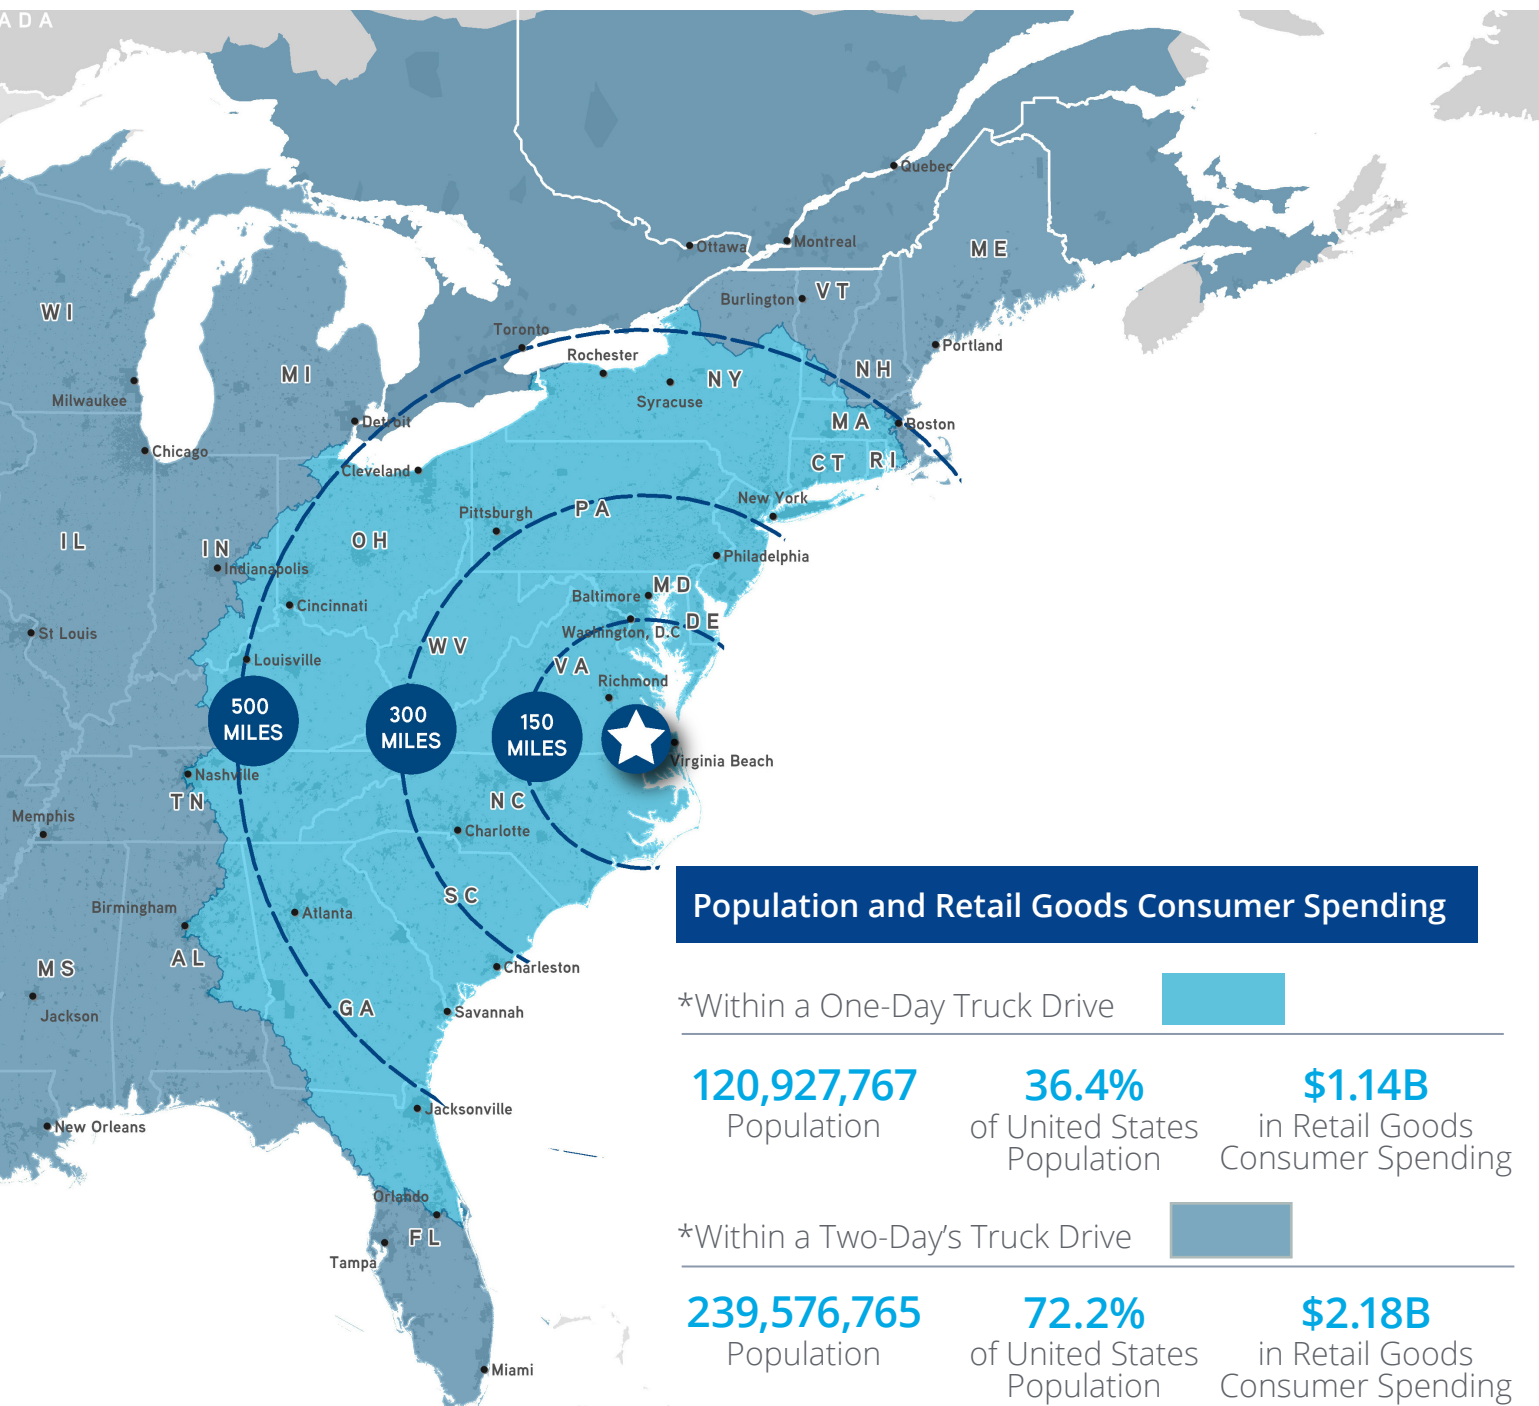 ADA
Quebec
Ottawa
Montreal
ME
Burlington
VT
WI
Toronto
Rochester
Portland
MI
NY
NH
Milwaukee
Syracuse
Detroit
MA
Boston
Chicago
Cleveland
CT
RI
New York
Pittsburgh
PA
IL
IN
OH
Indianapolis
Philadelphia
MD
Baltimore
Cincinnati
DE
St Louis
Washington, D.C
WV
Louisville
VA
Richmond
500
MILES
300
MILES
150
MILES
Virginia Beach
Nashville
TN
NC
Memphis
Charlotte
SC
Birmingham
Atlanta
AL
MS
Charleston
GA
Jackson
Savannah
Jacksonville
New Orleans
Orlando
FL
Tampa
Miami
Population and Retail Goods Consumer Spending
*Within a One-Day Truck Drive
120,927,767
Population
36.4%
of United States
Population
$1.14B
in Retail Goods
Consumer Spending
*Within a Two-Day’s Truck Drive
239,576,765
Population
72.2%
of United States
Population
$2.18B
in Retail Goods
Consumer Spending